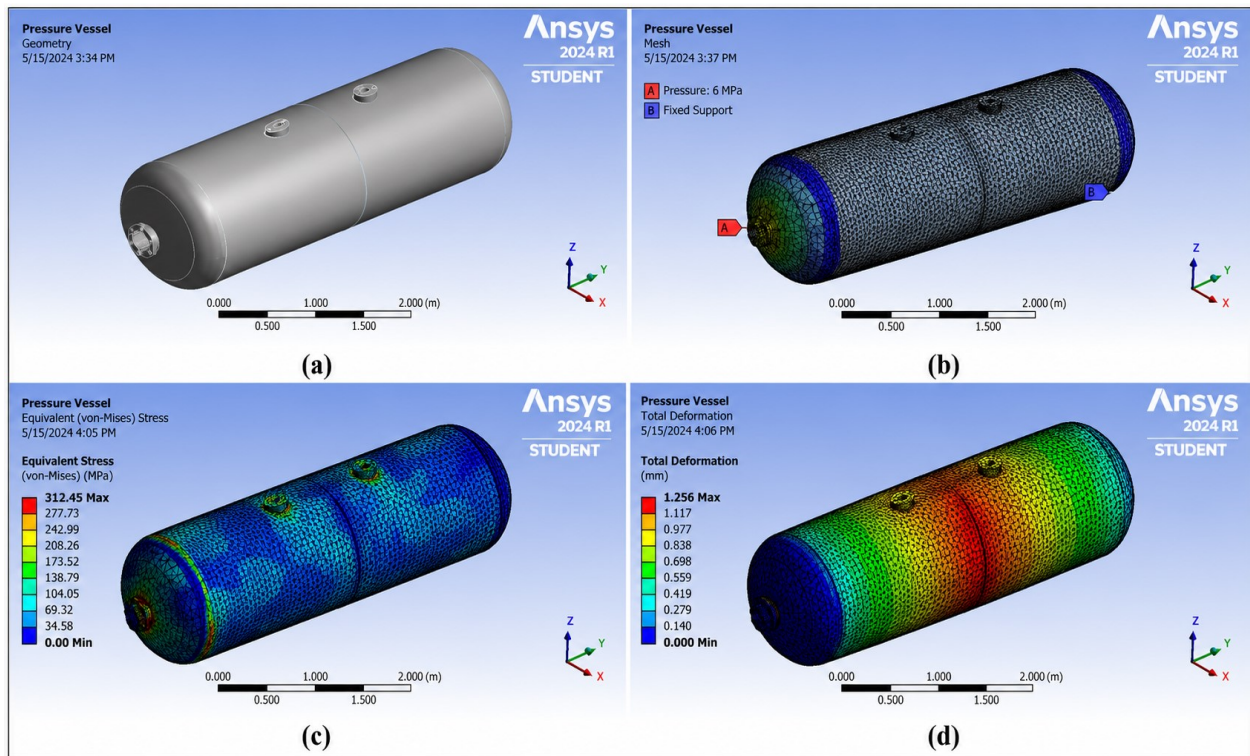 Pressure Vessel
Geometry
5/15/2024 3:34 PM
Ansys
2024 R1
STUDENT
Z
Y
X
0.000 1.000 2.000 (m)
0.500 1.500
(a)
Pressure Vessel
Mesh
5/15/2024 3:37 PM
A Pressure: 6 MPa
B Fixed Support
Ansys
2024 R1
STUDENT
B
A
Z
Y
X
0.000 1.000 2.000 (m)
0.500 1.500
(b)
Pressure Vessel
Equivalent (von-Mises) Stress
5/15/2024 4:05 PM
Equivalent Stress
(von-Mises) (MPa)
312.45 Max
277.73
242.99
208.26
173.52
138.79
104.05
69.32
34.58
0.00 Min
Ansys
2024 R1
STUDENT
Z
Y
X
0.000 1.000 2.000 (m)
0.500 1.500
(c)
Pressure Vessel
Total Deformation
5/15/2024 4:06 PM
Total Deformation
(mm)
1.256 Max
1.117
0.977
0.838
0.698
0.559
0.419
0.279
0.140
0.000 Min
Ansys
2024 R1
STUDENT
Z
Y
X
0.000 1.000 2.000 (m)
0.500 1.500
(d)